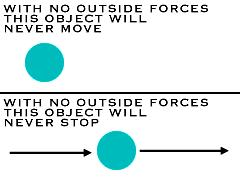 WITH NO OUTSIDE FORCES
THIS OBJECT WILL
NEVER MOVE
WITH NO OUTSIDE FORCES
THIS OBJECT WILL
NEVER STOP